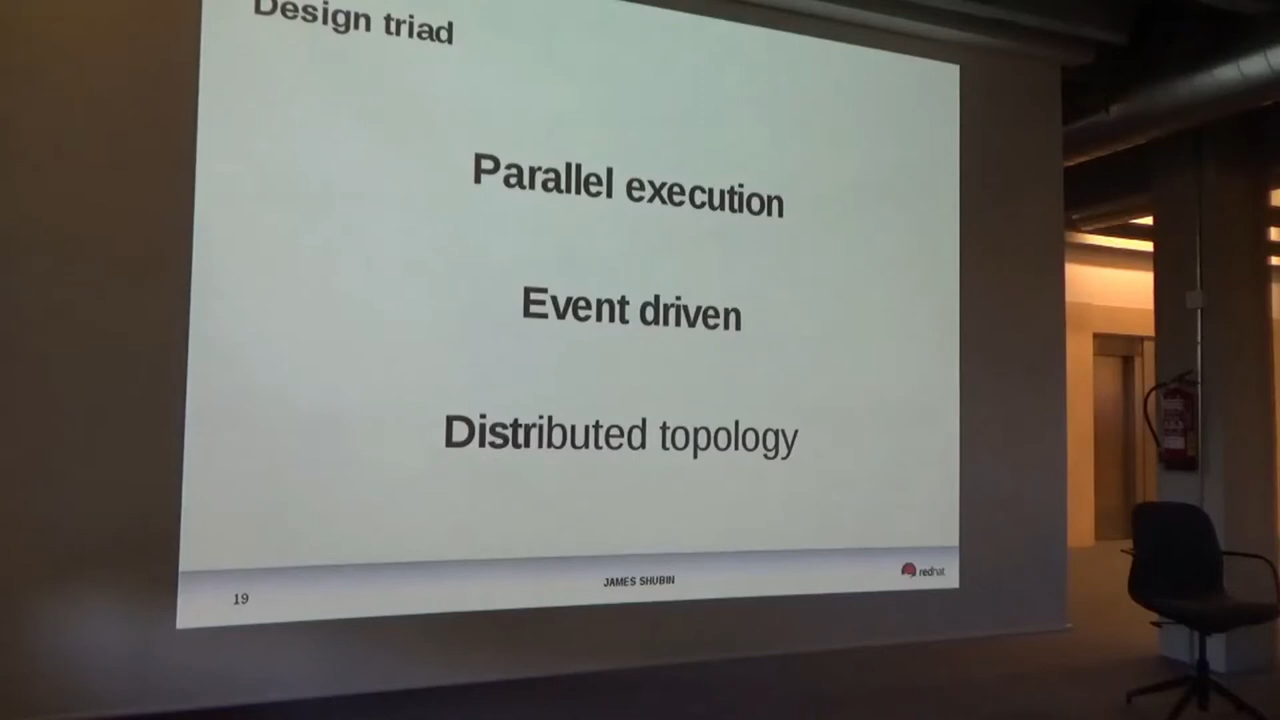 Design triad
Parallel execution
Event driven
Distributed topology
19
JAMES SHUBIN
redhat